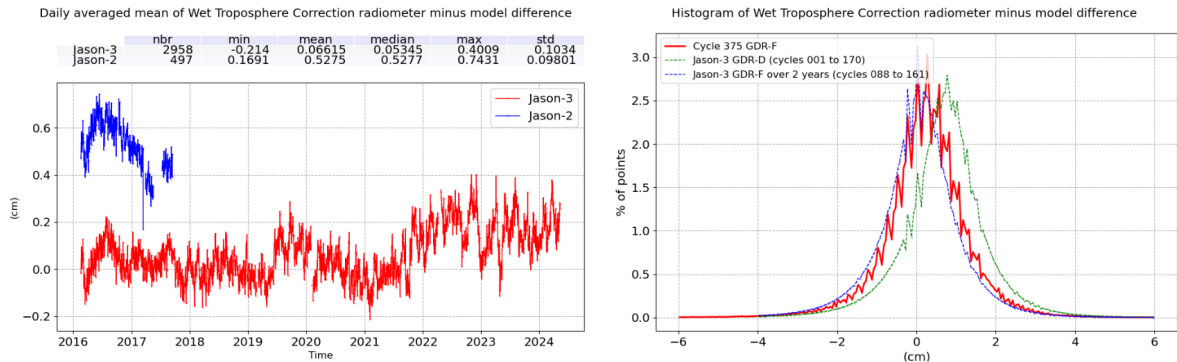 Daily averaged mean of Wet Troposphere Correction radiometer minus model difference
nbr min mean median max std
Jason-3 2958 -0.214 0.06615 0.05345 0.4009 0.1034
Jason-2 497 0.1691 0.5275 0.5277 0.7431 0.09801
Jason-3
Jason-2
0.6
0.4
0.2
0.0
−0.2
(cm)
2016 2017 2018 2019 2020 2021 2022 2023 2024
Time
Histogram of Wet Troposphere Correction radiometer minus model difference
Cycle 375 GDR-F
Jason-3 GDR-D (cycles 001 to 170)
Jason-3 GDR-F over 2 years (cycles 088 to 161)
3.0
2.5
2.0
1.5
1.0
0.5
0.0
% of points
−6 −4 −2 0 2 4 6
(cm)